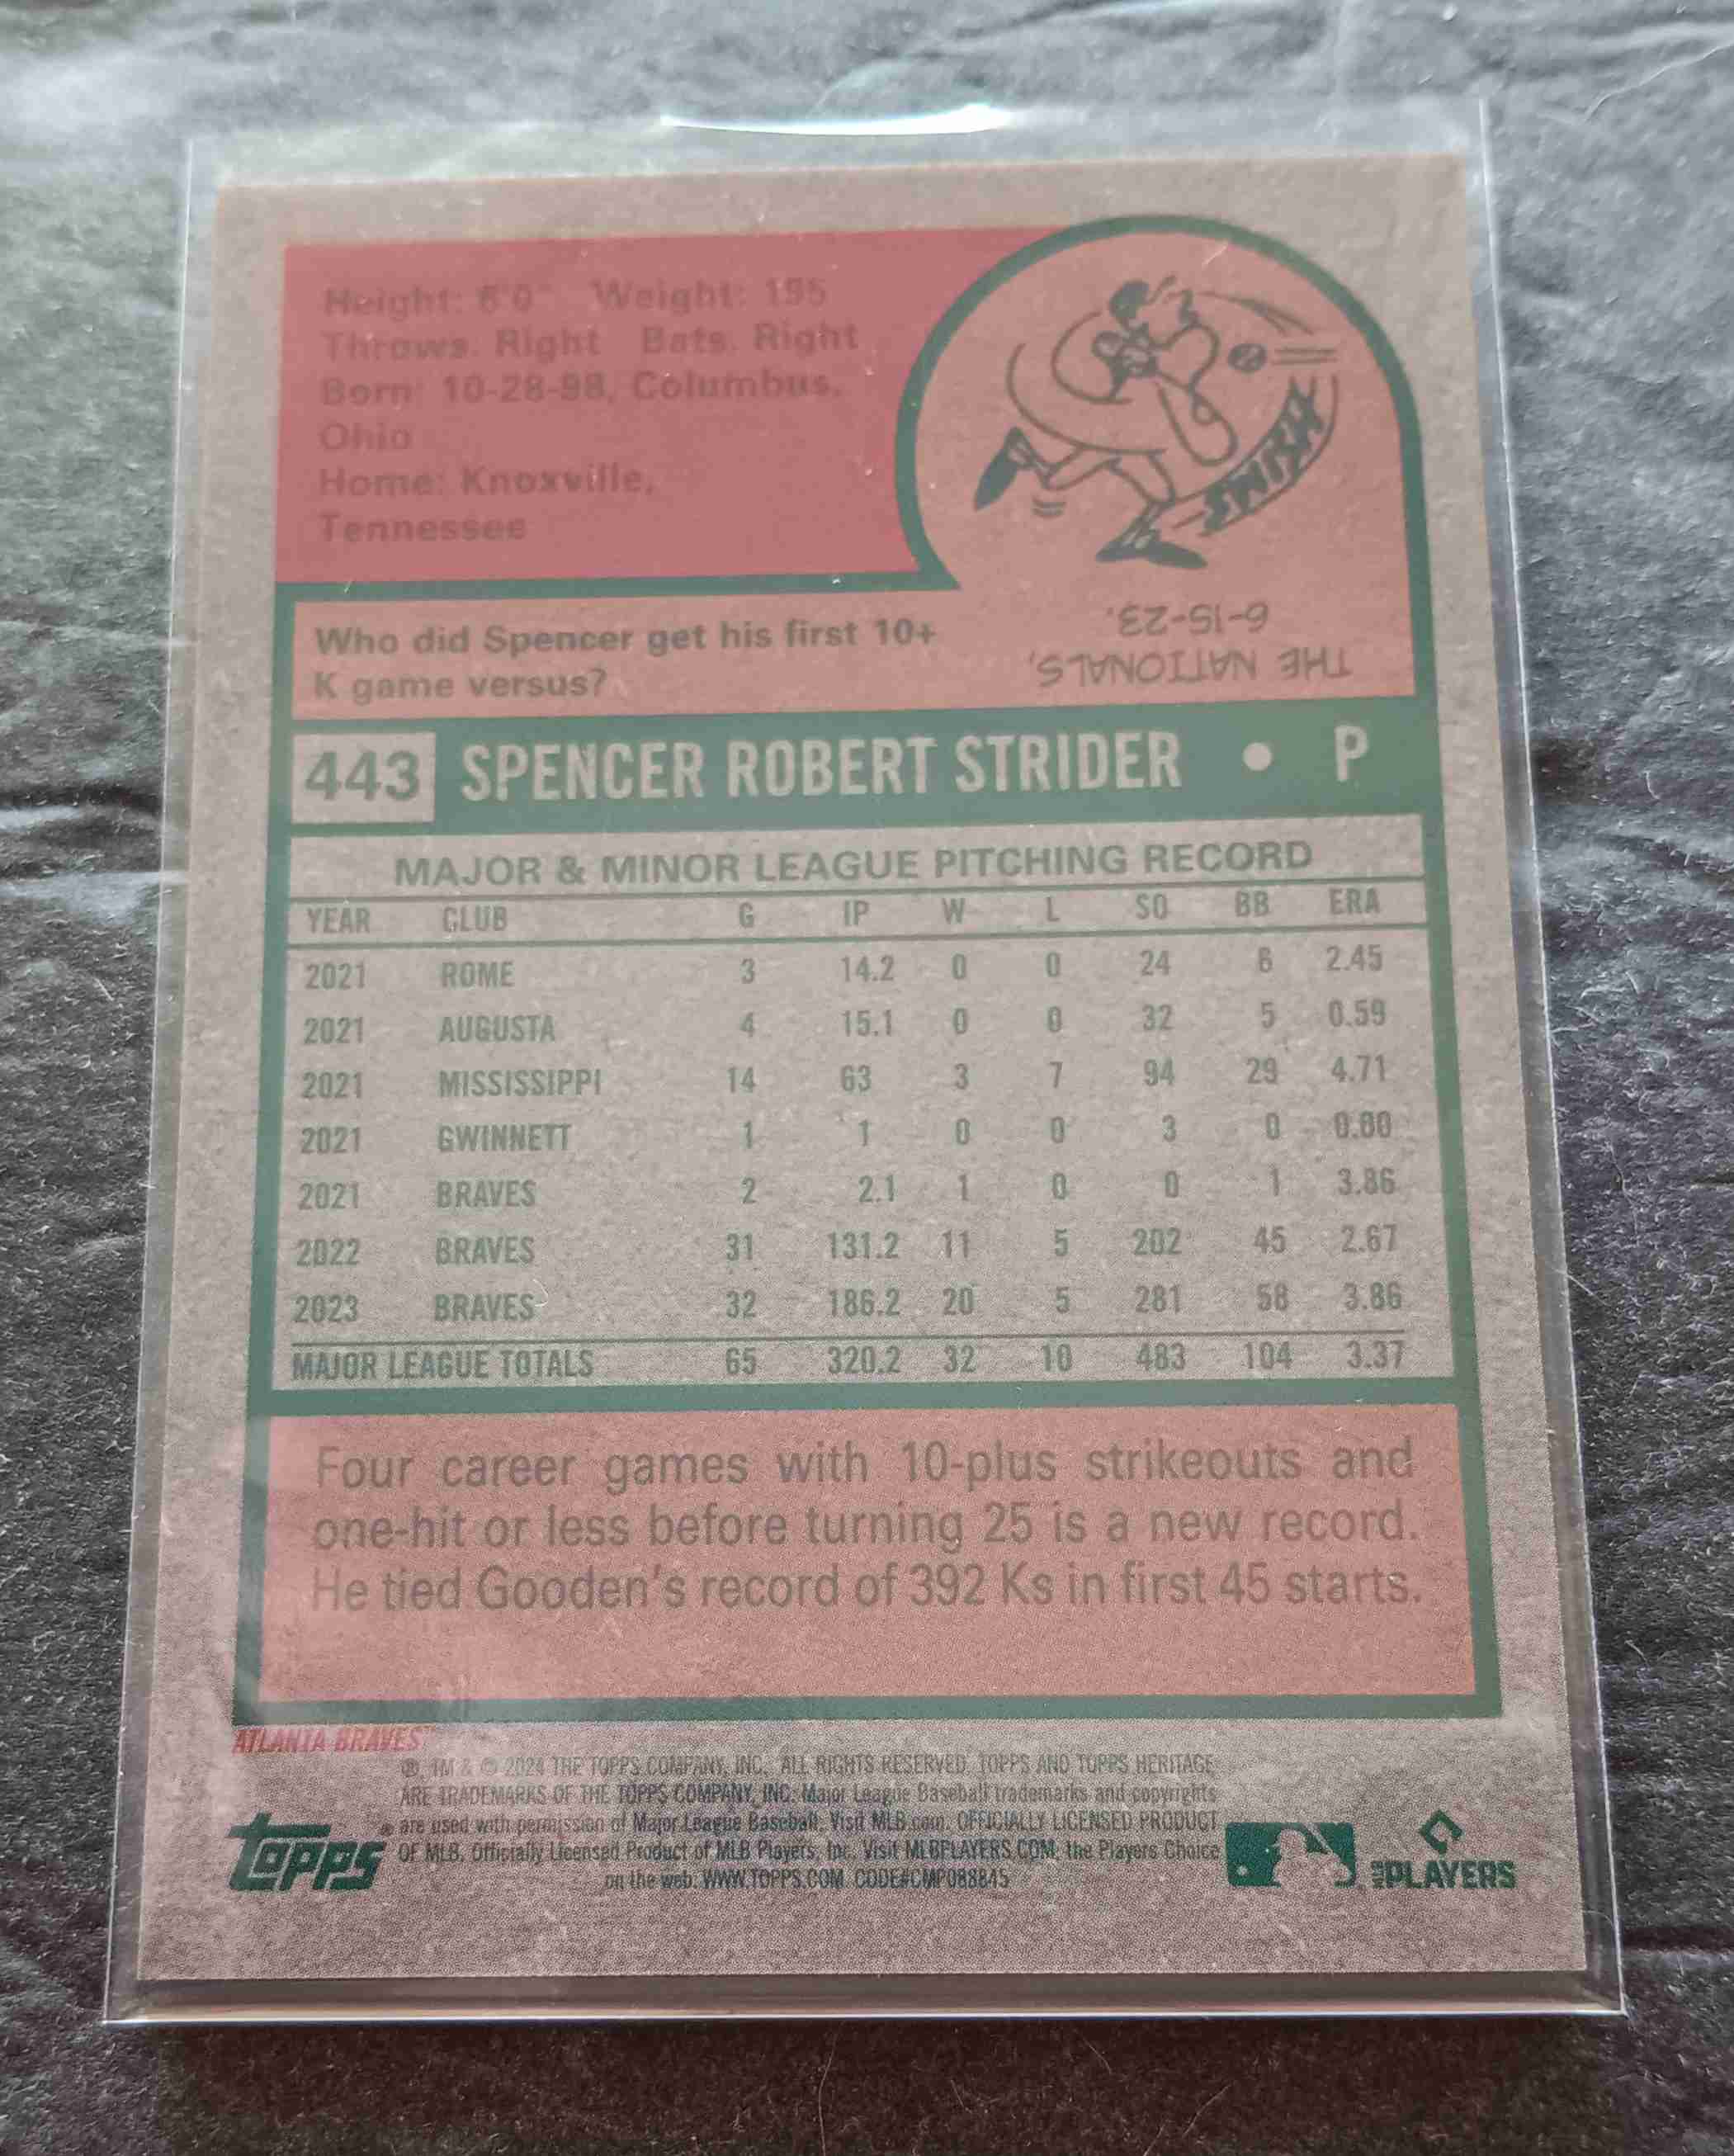 Height: 6'0" Weight: 195
Throws: Right Bats: Right
Born: 10-28-98, Columbus,
Ohio
Home: Knoxville,
Tennessee
WHIMS
Who did Spencer get his first 10+
K game versus?
THE NATIONALS,
6-15-23.
443 SPENCER ROBERT STRIDER • P
MAJOR & MINOR LEAGUE PITCHING RECORD
YEAR CLUB G IP W L SO BB ERA
2021 ROME 3 14.2 0 0 24 6 2.45
2021 AUGUSTA 4 15.1 0 0 32 5 0.59
2021 MISSISSIPPI 14 63 3 7 94 29 4.71
2021 GWINNETT 1 1 0 0 3 0 0.00
2021 BRAVES 2 2.1 1 0 0 1 3.86
2022 BRAVES 31 131.2 11 5 202 45 2.67
2023 BRAVES 32 186.2 20 5 281 58 3.86
MAJOR LEAGUE TOTALS 65 320.2 32 10 483 104 3.37
Four career games with 10-plus strikeouts and
one-hit or less before turning 25 is a new record.
He tied Gooden's record of 392 Ks in first 45 starts.
ATLANTA BRAVES™
® TM & © 2024 THE TOPPS COMPANY, INC. ALL RIGHTS RESERVED. TOPPS AND TOPPS HERITAGE
ARE TRADEMARKS OF THE TOPPS COMPANY, INC. Major League Baseball trademarks and copyrights
are used with permission of Major League Baseball. Visit MLB.com. OFFICIALLY LICENSED PRODUCT
OF MLB. Officially Licensed Product of MLB Players, Inc. Visit MLBPLAYERS.COM, the Players Choice
on the web. WWW.TOPPS.COM. CODE#CMP088845
topps®
MLB PLAYERS